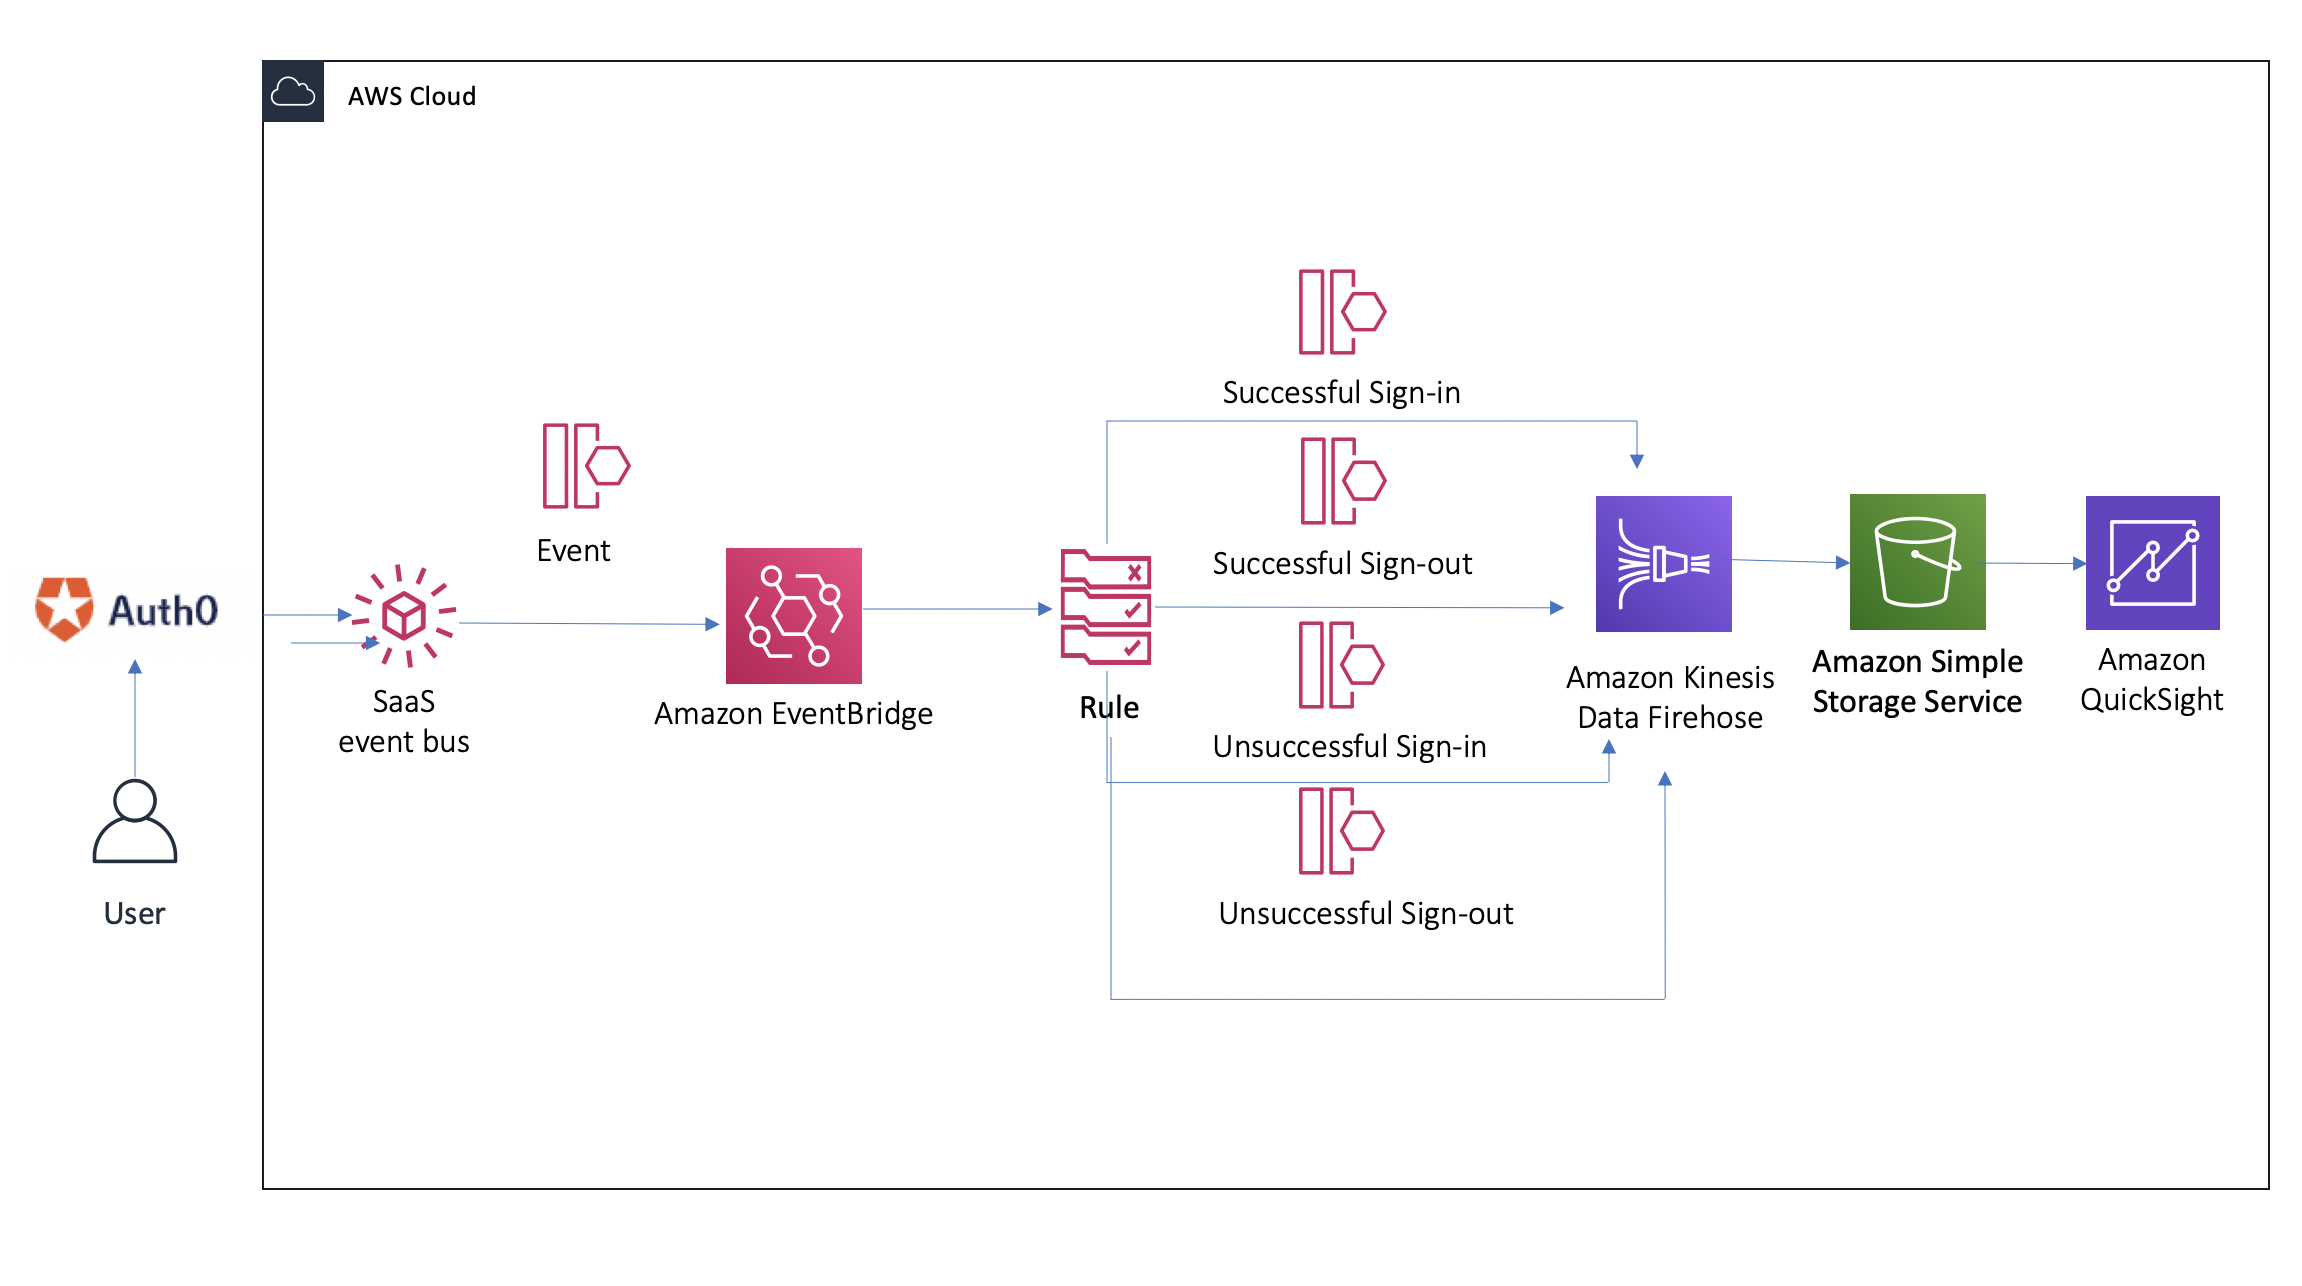 AWS Cloud
Auth0
User
SaaS
event bus
Event
Amazon EventBridge
Rule
Successful Sign-in
Successful Sign-out
Unsuccessful Sign-in
Unsuccessful Sign-out
Amazon Kinesis
Data Firehose
Amazon Simple
Storage Service
Amazon
QuickSight